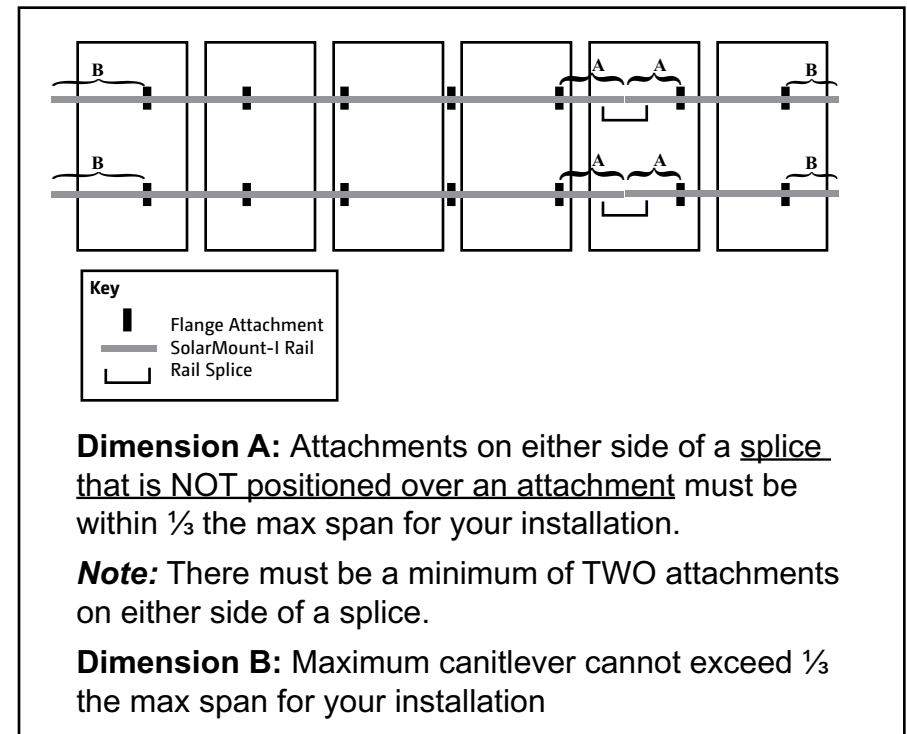 B A A B
B A A B
Key
Flange Attachment
SolarMount-I Rail
Rail Splice
Dimension A: Attachments on either side of a splice
that is NOT positioned over an attachment must be
within ⅓ the max span for your installation.
Note: There must be a minimum of TWO attachments
on either side of a splice.
Dimension B: Maximum canitlever cannot exceed ⅓
the max span for your installation